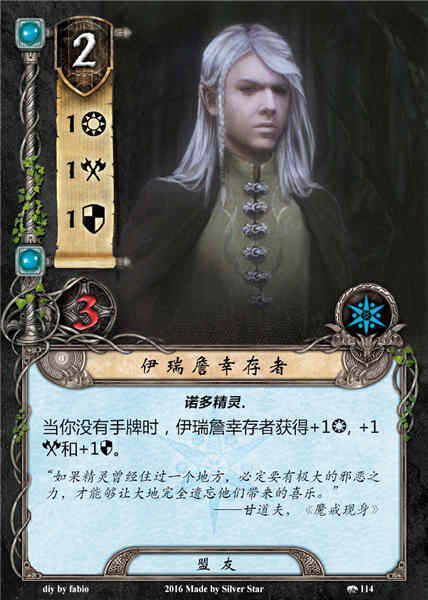 2
1
1
1
3
伊瑞詹幸存者
诺多精灵.
当你没有手牌时，伊瑞詹幸存者获得+1, +1
和+1。
“如果精灵曾经住过一个地方，必定要有极大的邪恶之
力，才能够让大地完全遗忘他们带来的喜乐。”
——甘道夫，《魔戒现身》
盟友
diy by fabio
2016 Made by Silver Star
114